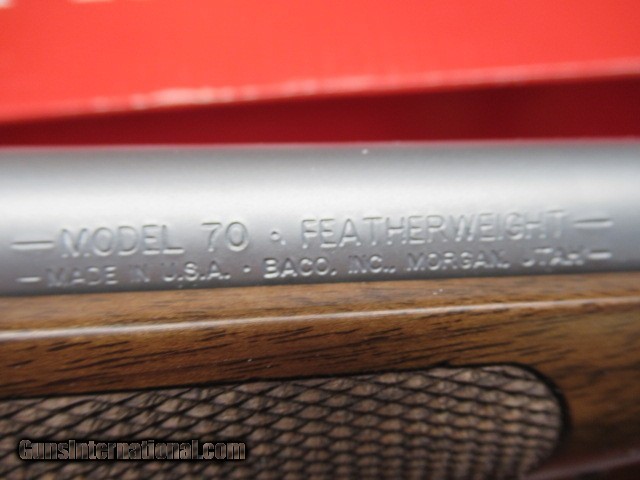 — MODEL 70 · FEATHERWEIGHT —
— MADE IN U.S.A. · BACO, INC., MORGAN, UTAH —
GunsInternational.com